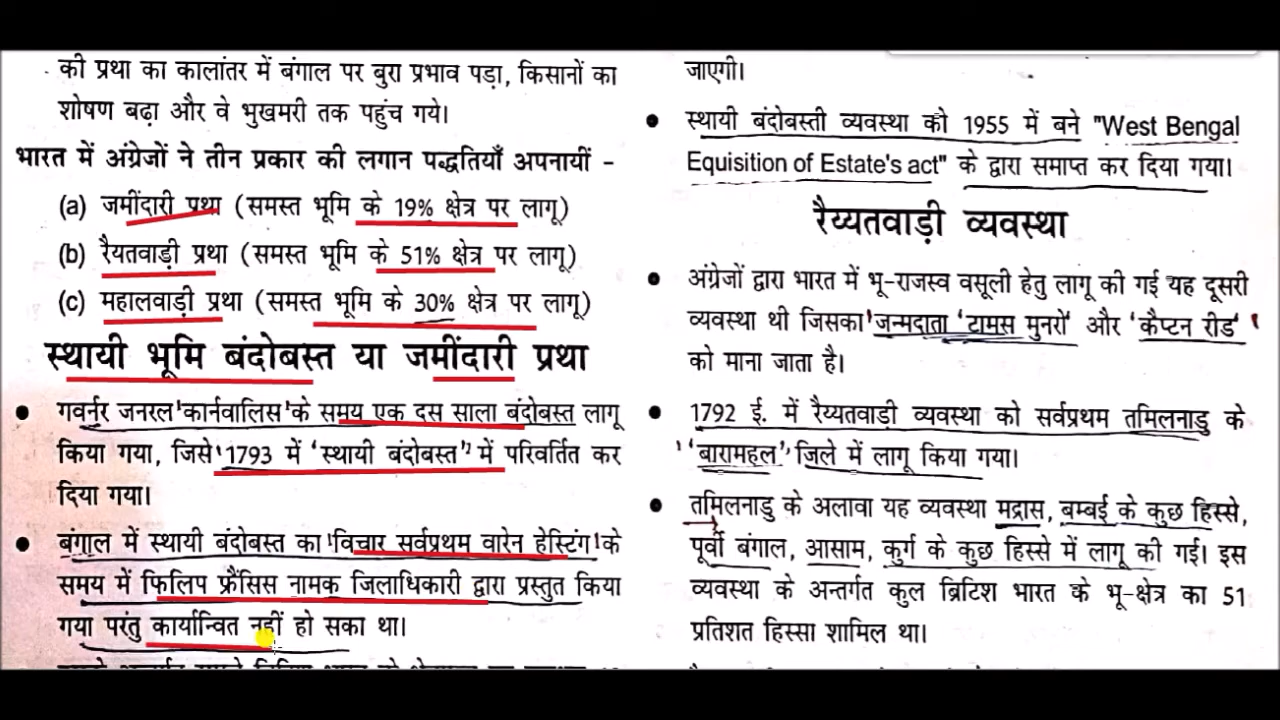 की प्रथा का कालांतर में बंगाल पर बुरा प्रभाव पड़ा, किसानों का
शोषण बढ़ा और वे भुखमरी तक पहुंच गये।
भारत में अंग्रेजों ने तीन प्रकार की लगान पद्धतियाँ अपनायीं -
(a) जमींदारी प्रथा (समस्त भूमि के 19% क्षेत्र पर लागू)
(b) रैयतवाड़ी प्रथा (समस्त भूमि के 51% क्षेत्र पर लागू)
(c) महालवाड़ी प्रथा (समस्त भूमि के 30% क्षेत्र पर लागू)
स्थायी भूमि बंदोबस्त या जमींदारी प्रथा
• गवर्नर जनरल 'कार्नवालिस' के समय एक दस साला बंदोबस्त लागू
किया गया, जिसे 1793 में 'स्थायी बंदोबस्त' में परिवर्तित कर
दिया गया।
• बंगाल में स्थायी बंदोबस्त का विचार सर्वप्रथम वारेन हेस्टिंग के
समय में फिलिप फ्रैंसिस नामक जिलाधिकारी द्वारा प्रस्तुत किया
गया परंतु कार्यान्वित नहीं हो सका था।
जाएगी।
• स्थायी बंदोबस्ती व्यवस्था को 1955 में बने "West Bengal
Equisition of Estate's act" के द्वारा समाप्त कर दिया गया।
रैय्यतवाड़ी व्यवस्था
• अंग्रेजों द्वारा भारत में भू-राजस्व वसूली हेतु लागू की गई यह दूसरी
व्यवस्था थी जिसका जन्मदाता 'टामस मुनरो' और 'कैप्टन रीड'
को माना जाता है।
• 1792 ई. में रैय्यतवाड़ी व्यवस्था को सर्वप्रथम तमिलनाडु के
'बारामहल' जिले में लागू किया गया।
• तमिलनाडु के अलावा यह व्यवस्था मद्रास, बम्बई के कुछ हिस्से,
पूर्वी बंगाल, आसाम, कुर्ग के कुछ हिस्से में लागू की गई। इस
व्यवस्था के अन्तर्गत कुल ब्रिटिश भारत के भू-क्षेत्र का 51
प्रतिशत हिस्सा शामिल था।